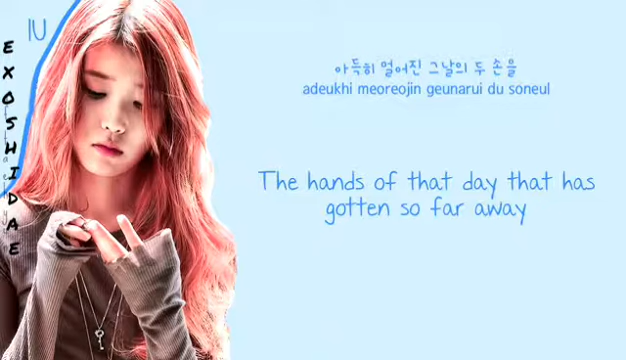 IU
EXOSHIDAE
아득히 멀어진 그날의 두 손을
adeukhi meoreojin geunarui du soneul
The hands of that day that has
gotten so far away